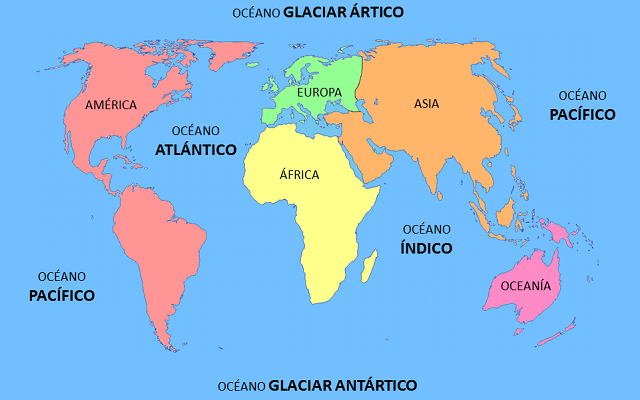 OCÉANO GLACIAR ÁRTICO
EUROPA
AMÉRICA
ASIA
OCÉANO
PACÍFICO
OCÉANO
ATLÁNTICO
ÁFRICA
OCÉANO
ÍNDICO
OCÉANO
PACÍFICO
OCEANÍA
OCÉANO GLACIAR ANTÁRTICO